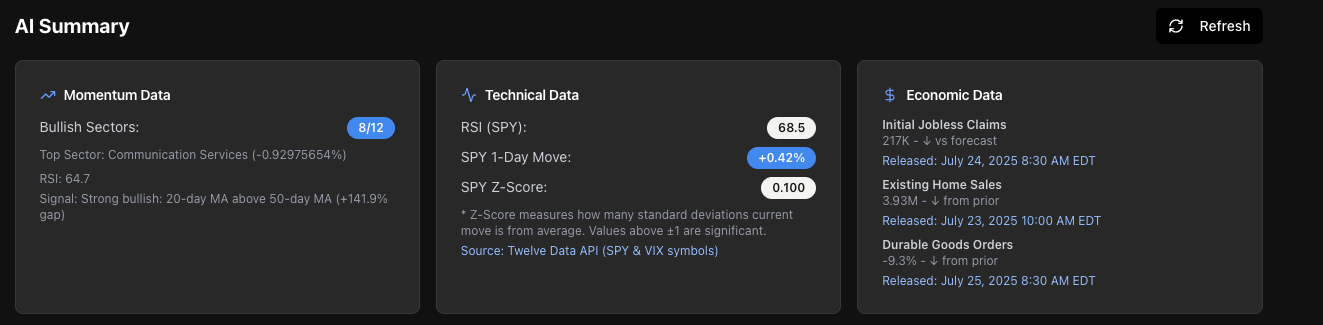 AI Summary
Refresh
Momentum Data
Bullish Sectors:
8/12
Top Sector: Communication Services (-0.92975654%)
RSI: 64.7
Signal: Strong bullish: 20-day MA above 50-day MA (+141.9%
gap)
Technical Data
RSI (SPY):
68.5
SPY 1-Day Move:
+0.42%
SPY Z-Score:
0.100
* Z-Score measures how many standard deviations current
move is from average. Values above ±1 are significant.
Source: Twelve Data API (SPY & VIX symbols)
Economic Data
Initial Jobless Claims
217K - ↓ vs forecast
Released: July 24, 2025 8:30 AM EDT
Existing Home Sales
3.93M - ↓ from prior
Released: July 23, 2025 10:00 AM EDT
Durable Goods Orders
-9.3% - ↓ from prior
Released: July 25, 2025 8:30 AM EDT